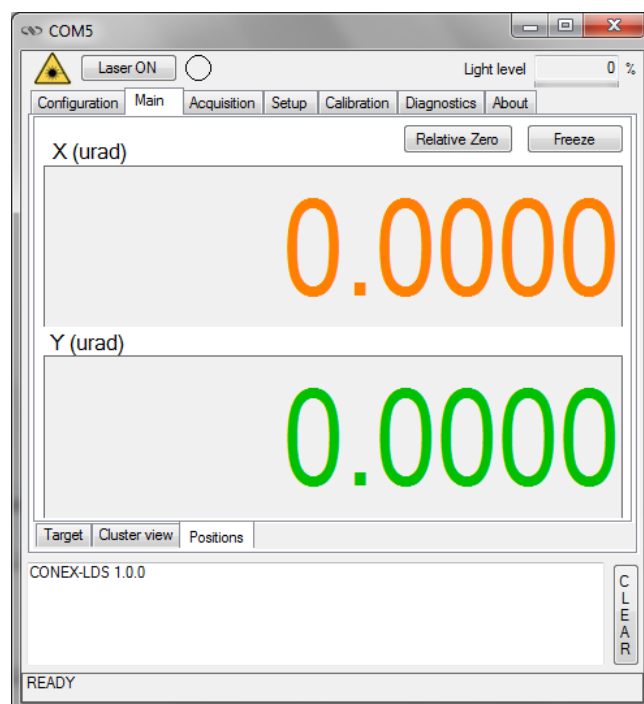 COM5
Laser ON Light level 0 %
Configuration Main Acquisition Setup Calibration Diagnostics About
Relative Zero Freeze
X (urad)
0.0000
Y (urad)
0.0000
Target Cluster view Positions
CONEX-LDS 1.0.0
CLEAR
READY